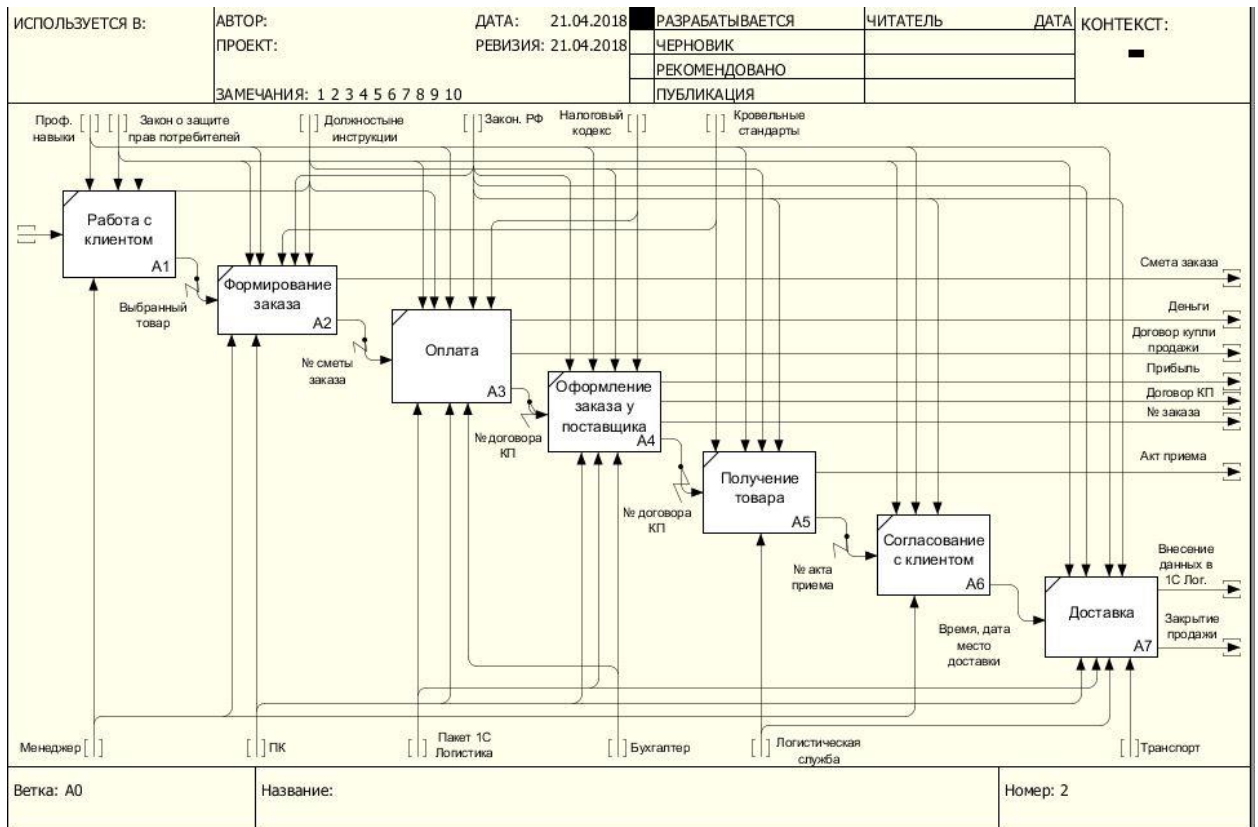 ИСПОЛЬЗУЕТСЯ В:
АВТОР:
ДАТА: 21.04.2018
ПРОЕКТ:
РЕВИЗИЯ: 21.04.2018
ЗАМЕЧАНИЯ: 1 2 3 4 5 6 7 8 9 10
РАЗРАБАТЫВАЕТСЯ
ЧЕРНОВИК
РЕКОМЕНДОВАНО
ПУБЛИКАЦИЯ
ЧИТАТЕЛЬ
ДАТА
КОНТЕКСТ:
Проф.
навыки
Закон о защите
прав потребителей
Должностыне
инструкции
Закон. РФ
Налоговый
кодекс
Кровельные
стандарты
Работа с
клиентом
A1
Выбранный
товар
Формирование
заказа
A2
№ сметы
заказа
Оплата
A3
№ договора
КП
Оформление
заказа у
поставщика
A4
№ договора
КП
Получение
товара
A5
№ акта
приема
Согласование
с клиентом
A6
Время, дата
место
доставки
Доставка
A7
Смета заказа
Деньги
Договор купли
продажи
Прибыль
Договор КП
№ заказа
Акт приема
Внесение
данных в
1С Лог.
Закрытие
продажи
Менеджер
ПК
Пакет 1С
Логистика
Бухгалтер
Логистическая
служба
Транспорт
Ветка: A0
Название:
Номер: 2